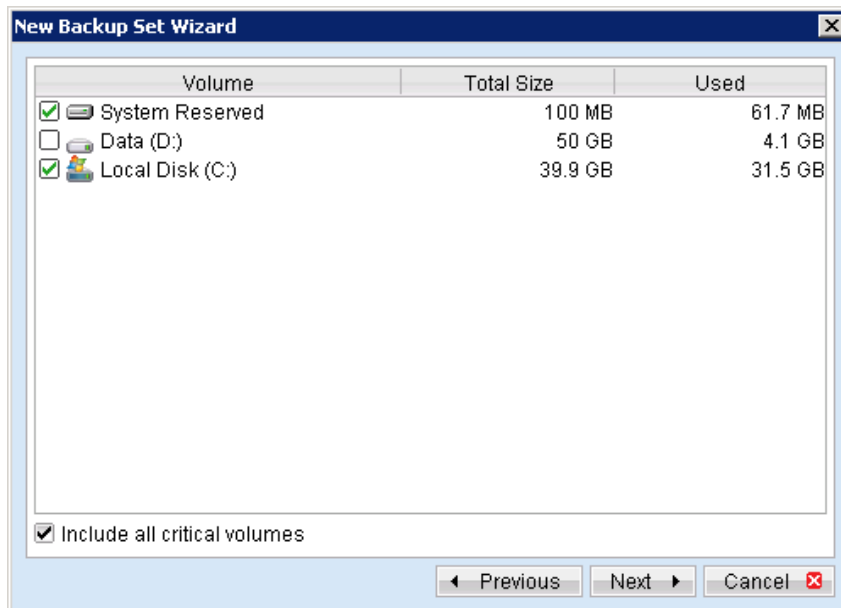 New Backup Set Wizard
Volume Total Size Used
System Reserved 100 MB 61.7 MB
Data (D:) 50 GB 4.1 GB
Local Disk (C:) 39.9 GB 31.5 GB
Include all critical volumes
Previous Next Cancel